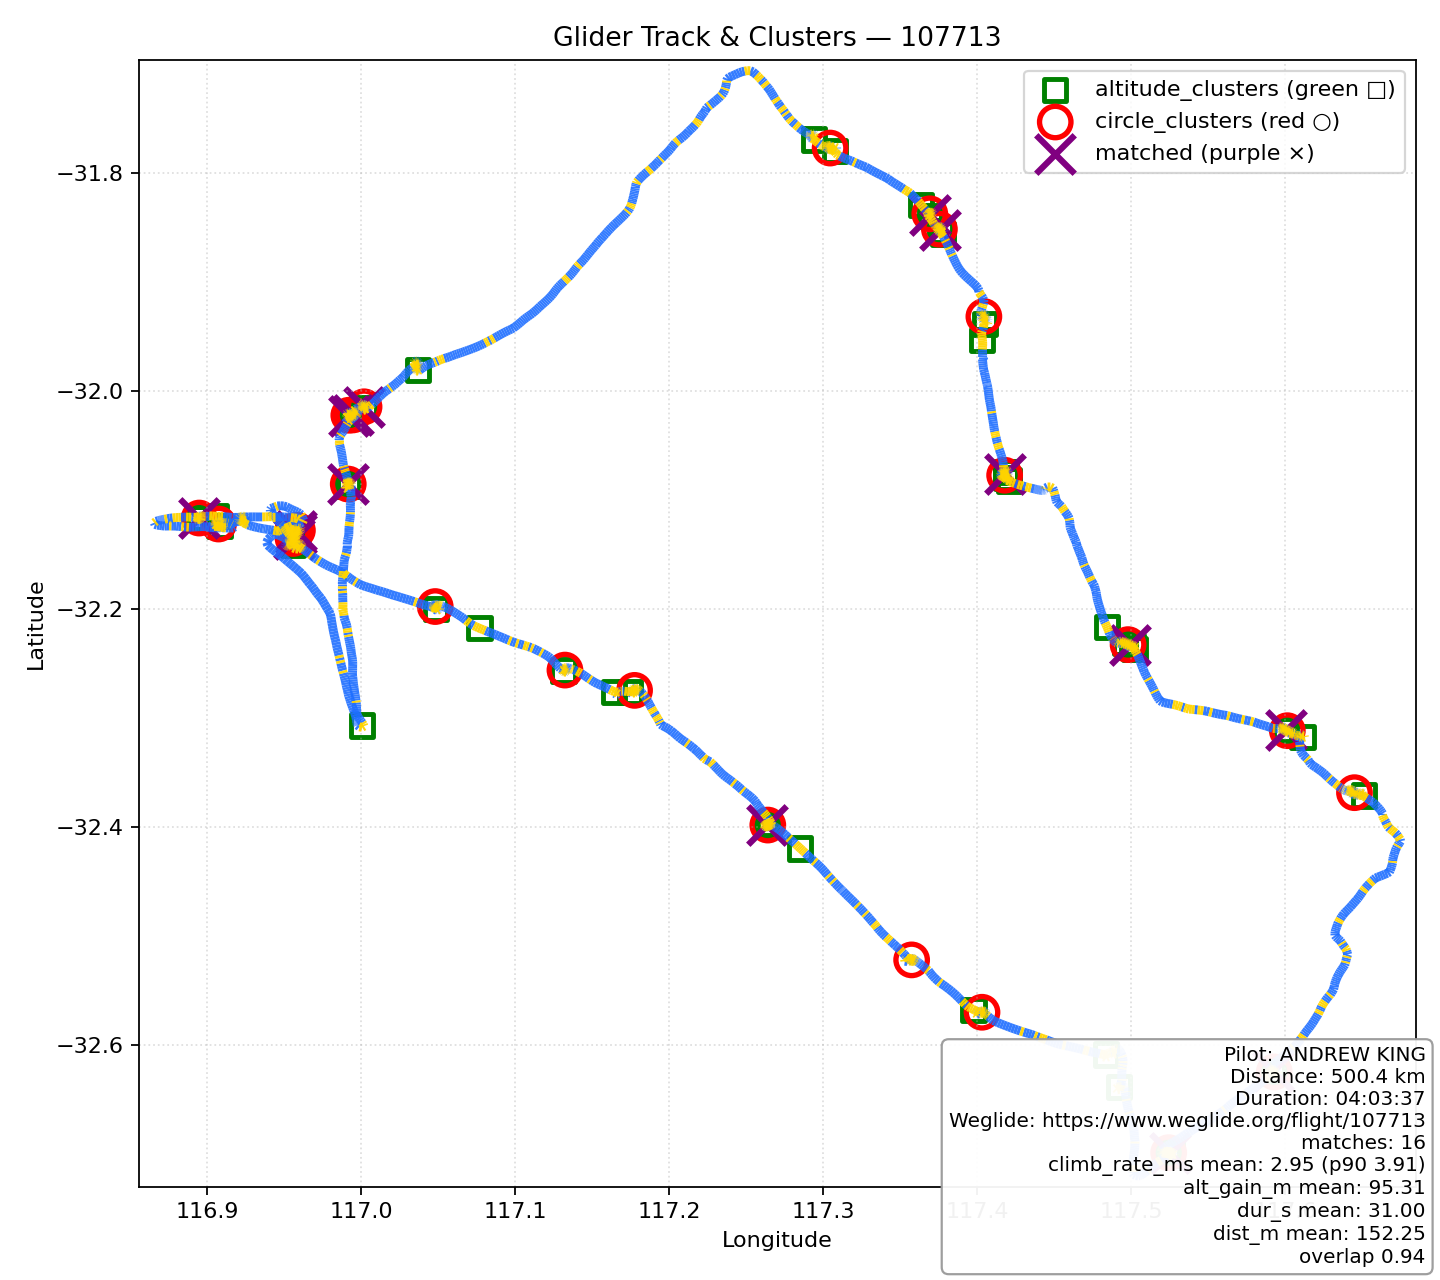 Glider Track & Clusters — 107713
altitude_clusters (green □)
circle_clusters (red ○)
matched (purple ×)
Latitude
−31.8
−32.0
−32.2
−32.4
−32.6
116.9
117.0
117.1
117.2
117.3
117.4
117.5
Longitude
Pilot: ANDREW KING
Distance: 500.4 km
Duration: 04:03:37
Weglide: https://www.weglide.org/flight/107713
matches: 16
climb_rate_ms mean: 2.95 (p90 3.91)
alt_gain_m mean: 95.31
dur_s mean: 31.00
dist_m mean: 152.25
overlap 0.94